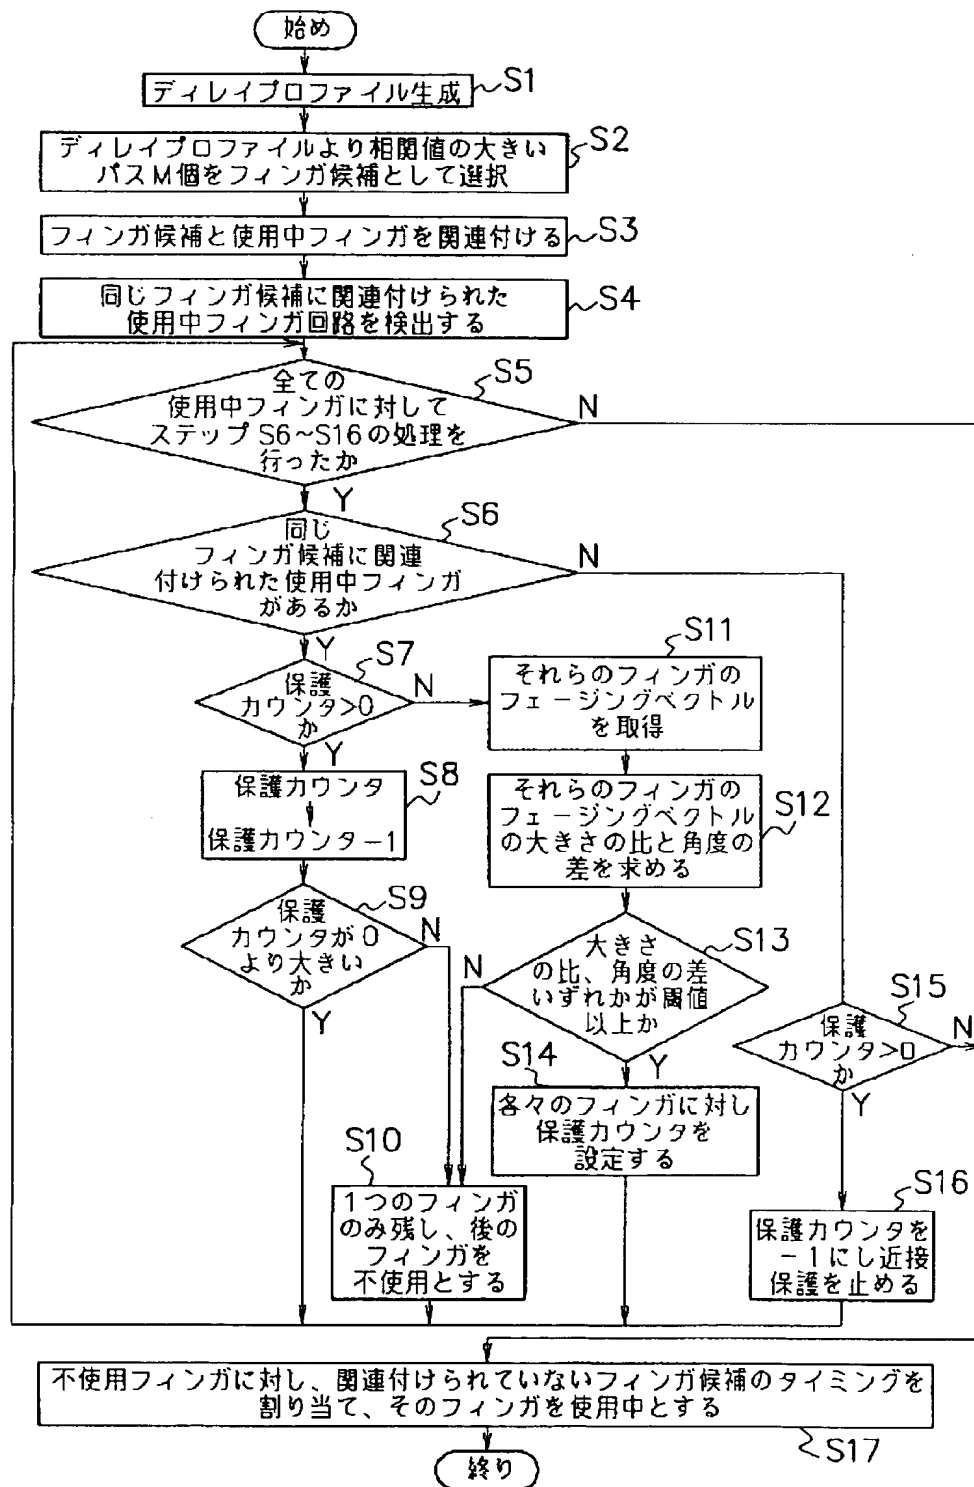 始め
ディレイプロファイル生成
S1
ディレイプロファイルより相関値の大きい
パスM個をフィンガ候補として選択
S2
フィンガ候補と使用中フィンガを関連付ける
S3
同じフィンガ候補に関連付けられた
使用中フィンガ回路を検出する
S4
全ての
使用中フィンガに対して
ステップS6~S16の処理を
行ったか
S5
N
Y
同じ
フィンガ候補に関連
付けられた使用中フィンガ
があるか
S6
N
Y
保護
カウンタ>0
か
S7
N
Y
それらのフィンガの
フェージングベクトル
を取得
S11
保護カウンタ
保護カウンタ-1
S8
それらのフィンガの
フェージングベクトル
の大きさの比と角度の
差を求める
S12
保護
カウンタが0
より大きい
か
S9
N
Y
大きさ
の比、角度の差
いずれかが閾値
以上か
S13
N
Y
保護
カウンタ>0
か
S15
N
Y
各々のフィンガに対し
保護カウンタを
設定する
S14
1つのフィンガ
のみ残し、後の
フィンガを
不使用とする
S10
保護カウンタを
-1にし近接
保護を止める
S16
不使用フィンガに対し、関連付けられていないフィンガ候補のタイミングを
割り当て、そのフィンガを使用中とする
S17
終り